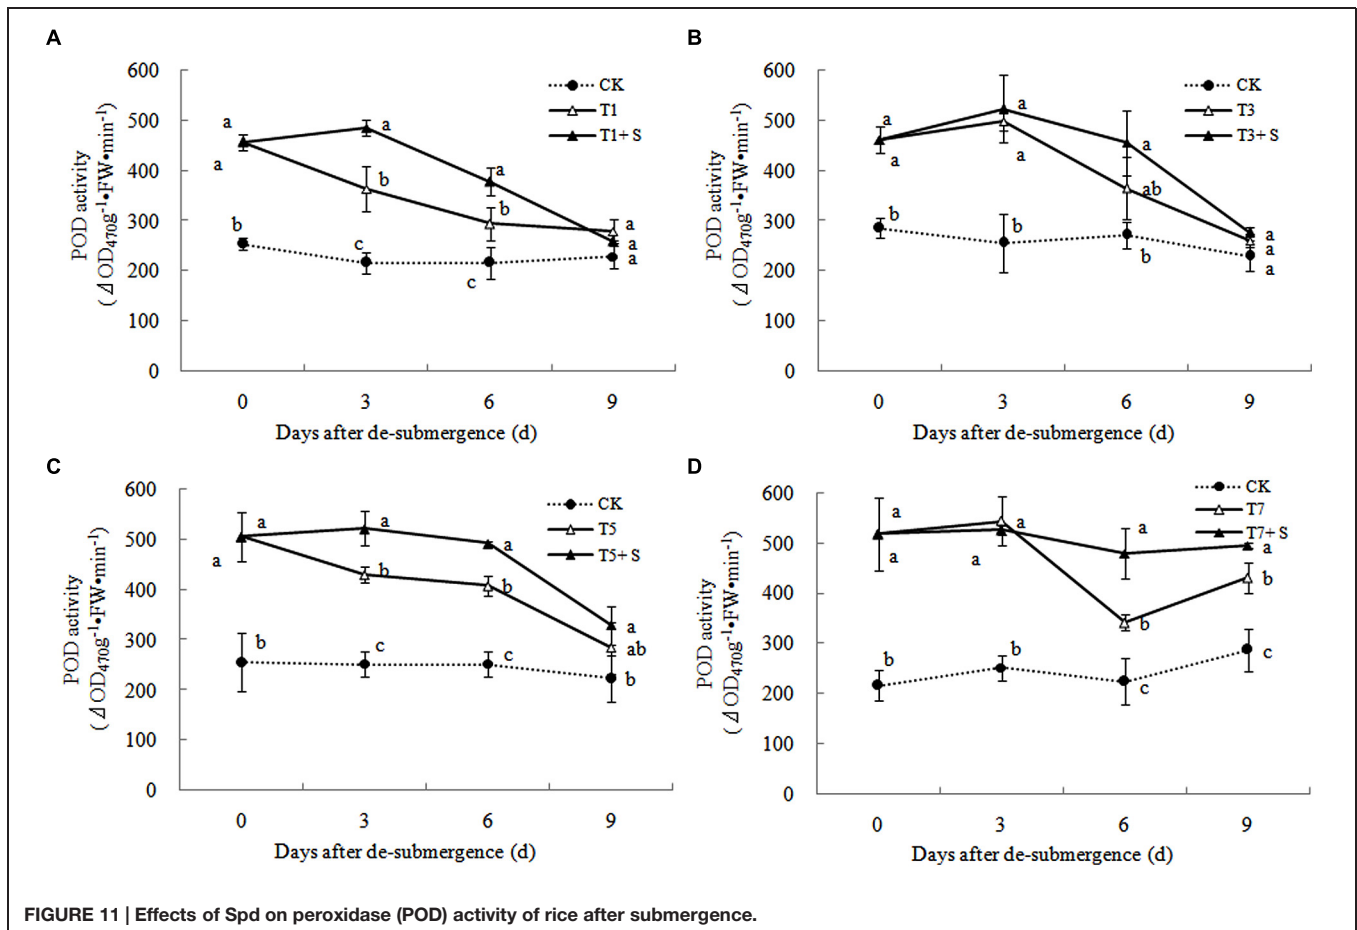 A
600
500
400
300
200
100
0
POD activity
(⊿OD470g-1•FW•min-1)
CK
T1
T1+S
a
a
b
a
b
c
a
b
c
a
a
a
0 3 6 9
Days after de-submergence (d)
B
600
500
400
300
200
100
0
POD activity
(⊿OD470g-1•FW•min-1)
CK
T3
T3+S
a
a
b
a
a
b
a
ab
b
a
a
a
0 3 6 9
Days after de-submergence (d)
C
600
500
400
300
200
100
0
POD activity
(⊿OD470g-1•FW•min-1)
CK
T5
T5+S
a
a
b
a
b
c
a
b
c
a
ab
b
0 3 6 9
Days after de-submergence (d)
D
600
500
400
300
200
100
0
POD activity
(⊿OD470g-1•FW•min-1)
CK
T7
T7+S
a
a
b
a
a
b
a
b
c
a
b
c
0 3 6 9
Days after de-submergence (d)
FIGURE 11 | Effects of Spd on peroxidase (POD) activity of rice after submergence.